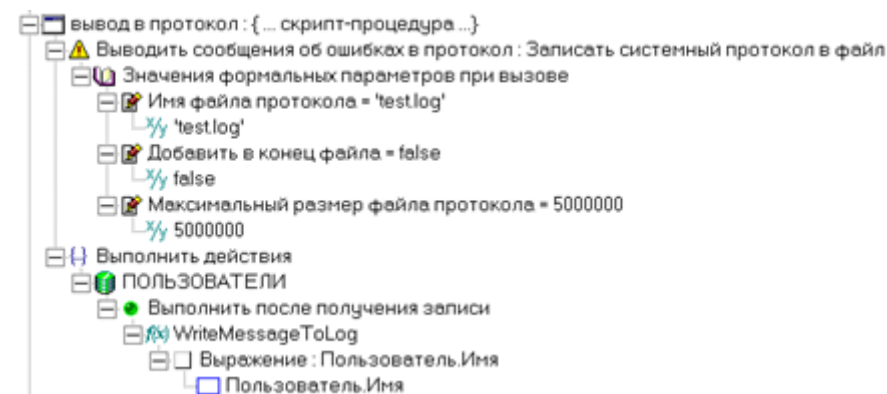 вывод в протокол : { ... скрипт-процедура ...}
Выводить сообщения об ошибках в протокол : Записать системный протокол в файл
Значения формальных параметров при вызове
Имя файла протокола = 'test.log'
x/y 'test.log'
Добавить в конец файла = false
x/y false
Максимальный размер файла протокола = 5000000
x/y 5000000
{-} Выполнить действия
ПОЛЬЗОВАТЕЛИ
Выполнить после получения записи
f(x) WriteMessageToLog
Выражение : Пользователь.Имя
Пользователь.Имя